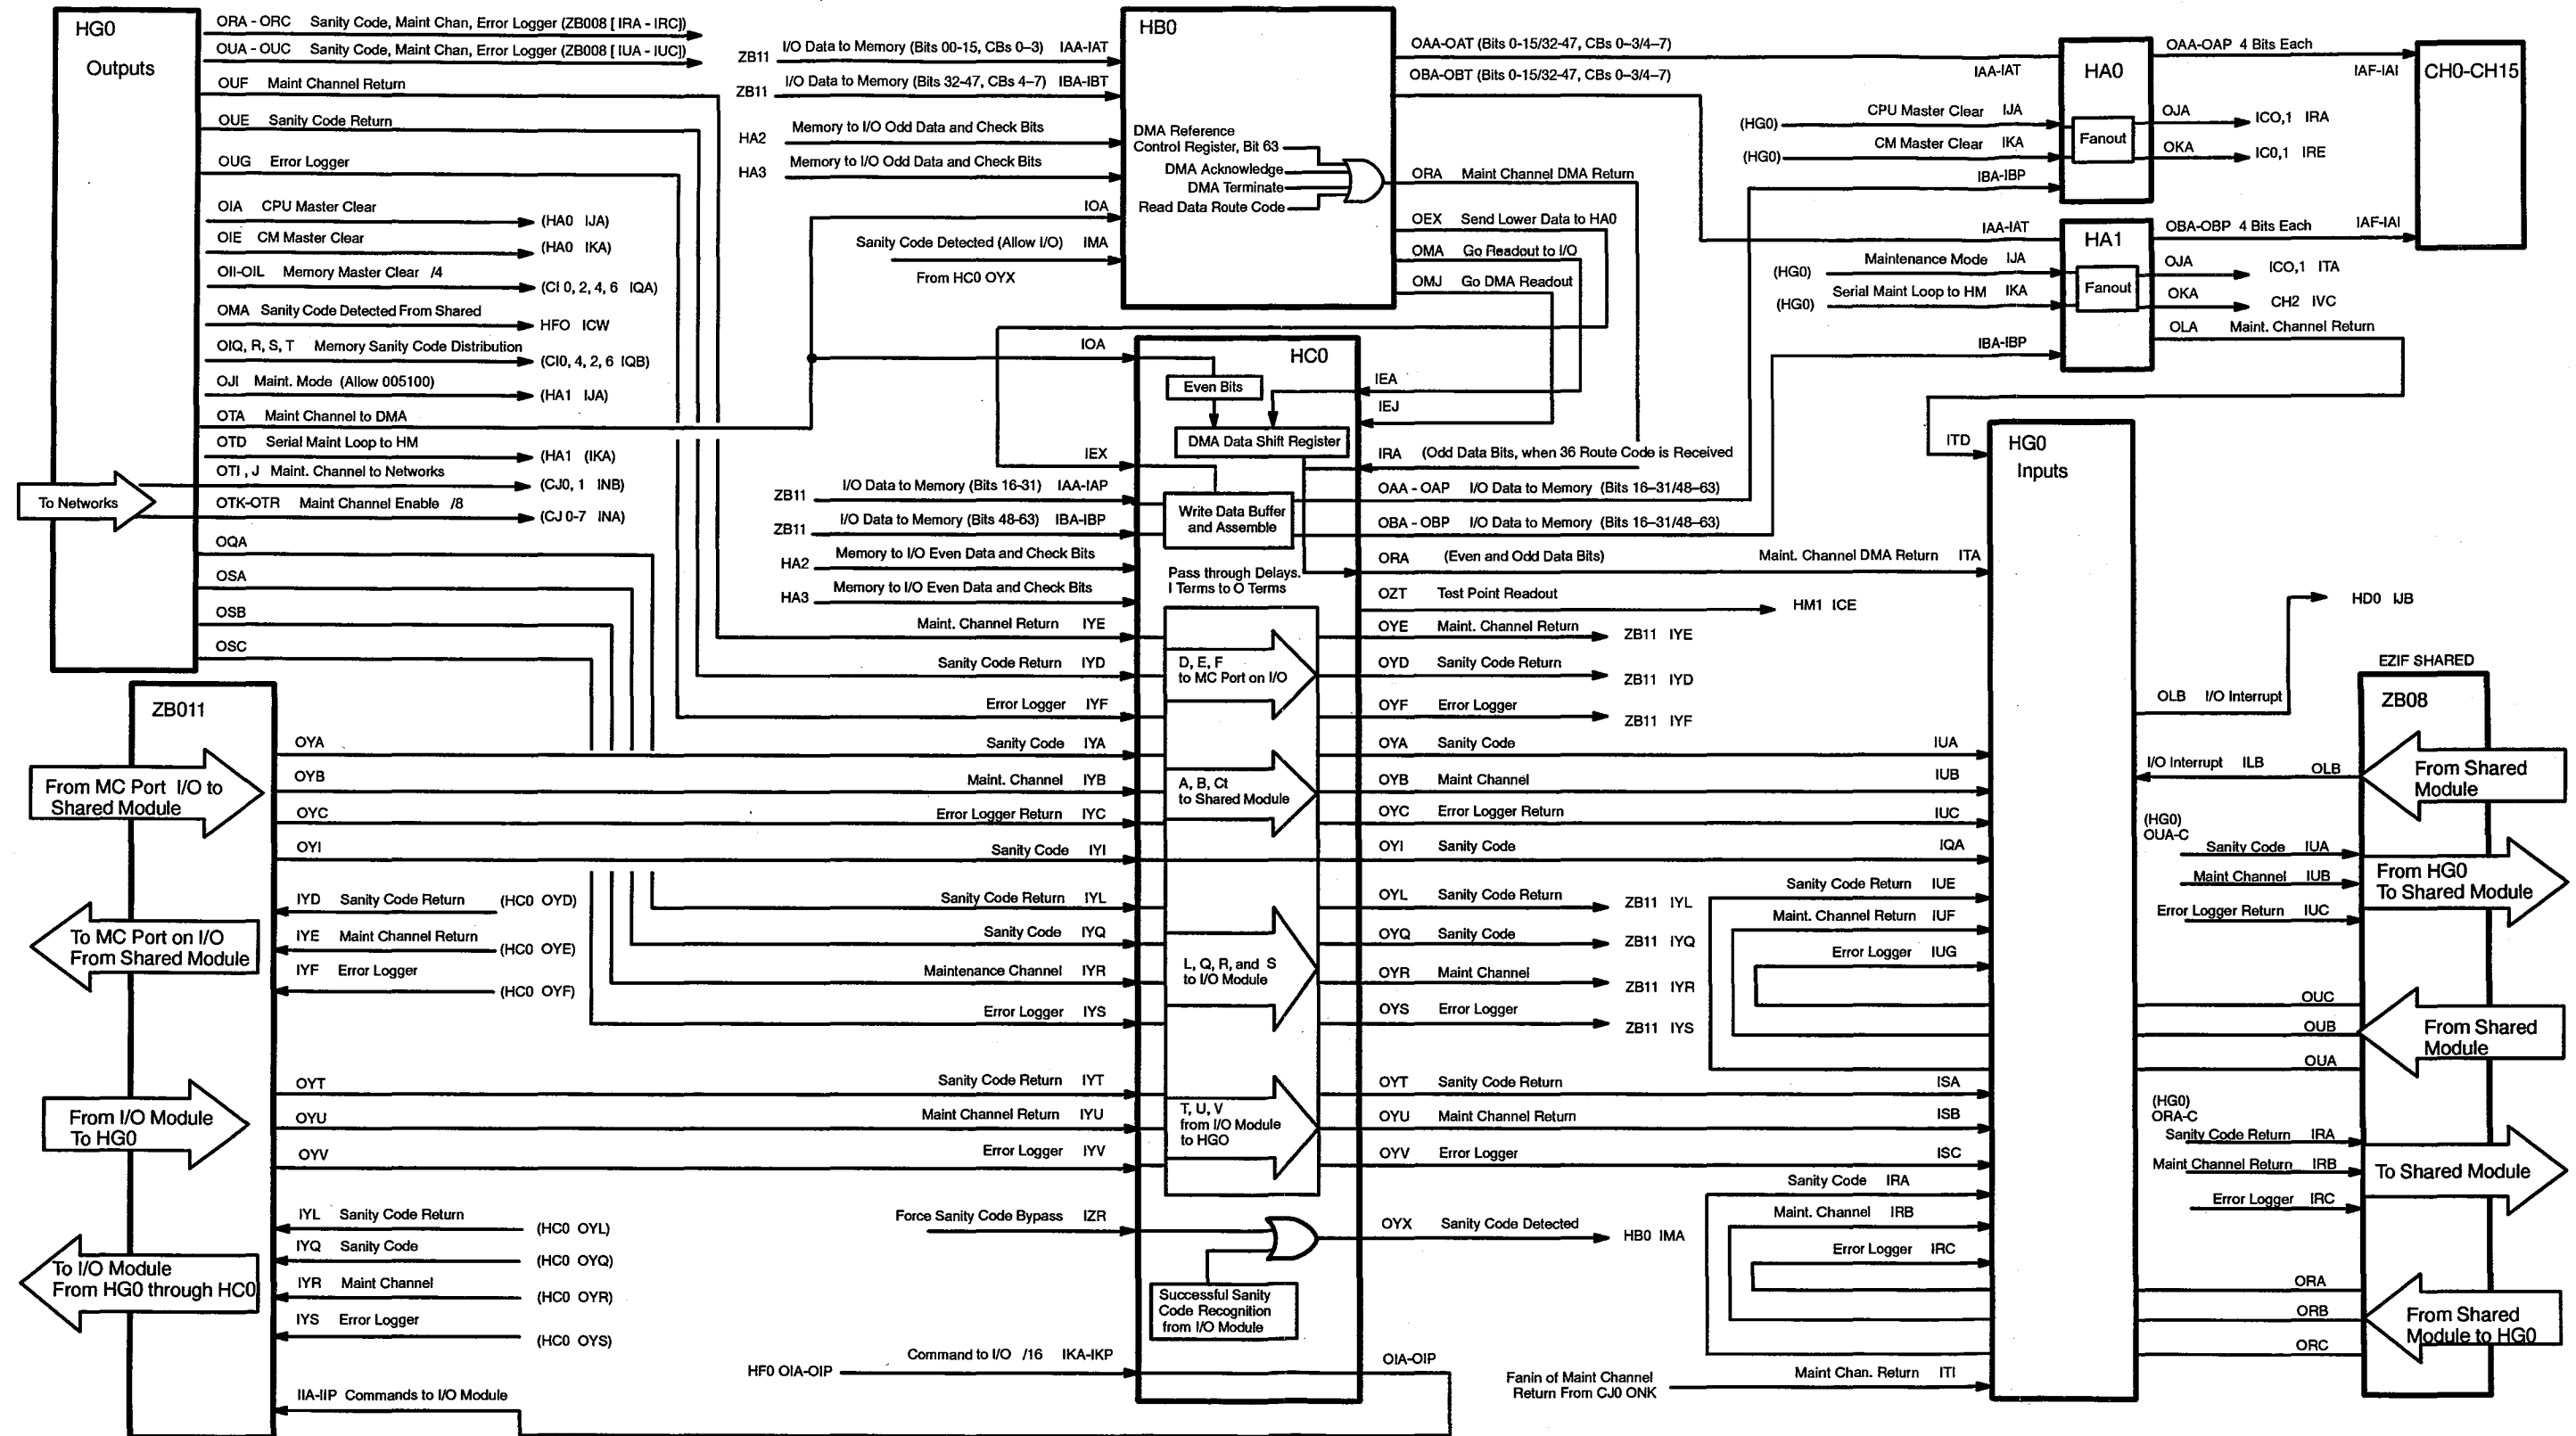 HG0
Outputs
ORA - ORC Sanity Code, Maint Chan, Error Logger (ZB008 [ IRA - IRC])
OUA - OUC Sanity Code, Maint Chan, Error Logger (ZB008 [ IUA - IUC])
OUF Maint Channel Return
OUE Sanity Code Return
OUG Error Logger
OIA CPU Master Clear (HA0 IJA)
OIE CM Master Clear (HA0 IKA)
OII-OIL Memory Master Clear /4 (CI 0, 2, 4, 6 IQA)
OMA Sanity Code Detected From Shared HFO ICW
OIQ, R, S, T Memory Sanity Code Distribution (CI0, 4, 2, 6 IQB)
OJI Maint. Mode (Allow 005100) (HA1 IJA)
OTA Maint Channel to DMA
OTD Serial Maint Loop to HM (HA1 (IKA)
OTI , J Maint. Channel to Networks (CJ0, 1 INB)
To Networks
OTK-OTR Maint Channel Enable /8 (CJ 0-7 INA)
OQA
OSA
OSB
OSC
HB0
ZB11 I/O Data to Memory (Bits 00-15, CBs 0–3) IAA-IAT
ZB11 I/O Data to Memory (Bits 32-47, CBs 4–7) IBA-IBT
HA2 Memory to I/O Odd Data and Check Bits
HA3 Memory to I/O Odd Data and Check Bits
IOA
Sanity Code Detected (Allow I/O) IMA
From HC0 OYX
DMA Reference
Control Register, Bit 63
DMA Acknowledge
DMA Terminate
Read Data Route Code
OAA-OAT (Bits 0-15/32-47, CBs 0–3/4–7)
OBA-OBT (Bits 0-15/32-47, CBs 0–3/4–7)
ORA Maint Channel DMA Return
OEX Send Lower Data to HA0
OMA Go Readout to I/O
OMJ Go DMA Readout
IAA-IAT
HA0
OAA-OAP 4 Bits Each
IAF-IAI
CH0-CH15
(HG0) CPU Master Clear IJA
(HG0) CM Master Clear IKA
Fanout
OJA ICO,1 IRA
OKA IC0,1 IRE
IBA-IBP
IAA-IAT
HA1
OBA-OBP 4 Bits Each IAF-IAI
(HG0) Maintenance Mode IJA
(HG0) Serial Maint Loop to HM IKA
Fanout
OJA ICO,1 ITA
OKA CH2 IVC
OLA Maint. Channel Return
IBA-IBP
IOA
HC0
Even Bits
IEA
IEJ
DMA Data Shift Register
IEX
IRA (Odd Data Bits, when 36 Route Code is Received
ZB11 I/O Data to Memory (Bits 16-31) IAA-IAP
ZB11 I/O Data to Memory (Bits 48-63) IBA-IBP
Write Data Buffer
and Assemble
OAA - OAP I/O Data to Memory (Bits 16–31/48–63)
OBA - OBP I/O Data to Memory (Bits 16–31/48–63)
HA2 Memory to I/O Even Data and Check Bits
HA3 Memory to I/O Even Data and Check Bits
Pass through Delays.
I Terms to O Terms
ORA (Even and Odd Data Bits) Maint. Channel DMA Return ITA
OZT Test Point Readout HM1 ICE
Maint. Channel Return IYE
Sanity Code Return IYD
Error Logger IYF
D, E, F
to MC Port on I/O
OYE Maint. Channel Return ZB11 IYE
OYD Sanity Code Return ZB11 IYD
OYF Error Logger ZB11 IYF
ZB011
From MC Port I/O to
Shared Module
OYA Sanity Code IYA
OYB Maint. Channel IYB
OYC Error Logger Return IYC
OYI Sanity Code IYI
A, B, Ct
to Shared Module
OYA Sanity Code IUA
OYB Maint Channel IUB
OYC Error Logger Return IUC
OYI Sanity Code IQA
To MC Port on I/O
From Shared Module
IYD Sanity Code Return (HC0 OYD)
IYE Maint Channel Return (HC0 OYE)
IYF Error Logger (HC0 OYF)
Sanity Code Return IYL
Sanity Code IYQ
Maintenance Channel IYR
Error Logger IYS
L, Q, R, and S
to I/O Module
OYL Sanity Code Return ZB11 IYL
OYQ Sanity Code ZB11 IYQ
OYR Maint Channel ZB11 IYR
OYS Error Logger ZB11 IYS
From I/O Module
To HG0
OYT Sanity Code Return IYT
OYU Maint Channel Return IYU
OYV Error Logger IYV
T, U, V
from I/O Module
to HGO
OYT Sanity Code Return ISA
OYU Maint Channel Return ISB
OYV Error Logger ISC
To I/O Module
From HG0 through HC0
IYL Sanity Code Return (HC0 OYL)
IYQ Sanity Code (HC0 OYQ)
IYR Maint Channel (HC0 OYR)
IYS Error Logger (HC0 OYS)
Force Sanity Code Bypass IZR
OYX Sanity Code Detected HB0 IMA
Successful Sanity
Code Recognition
from I/O Module
HF0 OIA-OIP Command to I/O /16 IKA-IKP
OIA-OIP
IIA-IIP Commands to I/O Module
ITD
HG0
Inputs
Sanity Code Return IUE
Maint. Channel Return IUF
Error Logger IUG
Sanity Code IRA
Maint. Channel IRB
Error Logger IRC
Fanin of Maint Channel
Return From CJ0 ONK
Maint Chan. Return ITI
HD0 IJB
OLB I/O Interrupt
EZIF SHARED
ZB08
I/O Interrupt ILB OLB
From Shared
Module
(HG0)
OUA-C
Sanity Code IUA
Maint Channel IUB
Error Logger Return IUC
From HG0
To Shared Module
OUC
OUB
OUA
From Shared
Module
(HG0)
ORA-C
Sanity Code Return IRA
Maint Channel Return IRB
Error Logger IRC
To Shared Module
ORA
ORB
ORC
From Shared
Module to HG0